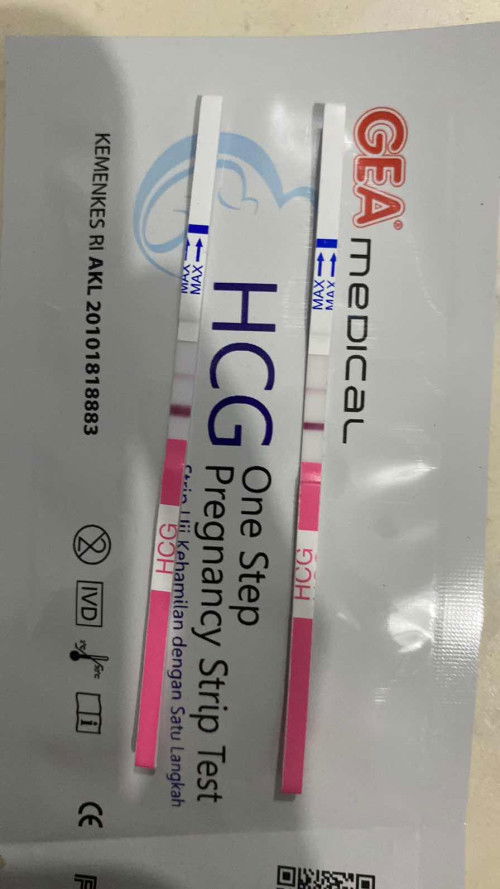 GEA®
medical
HCG
One Step
Pregnancy Strip Test
Strip Uji Kehamilan dengan Satu Langkah
KEMENKES RI AKL 20101818883
2
IVD
i
CE
MAX
MAX
HCG
MAX
MAX
HCG